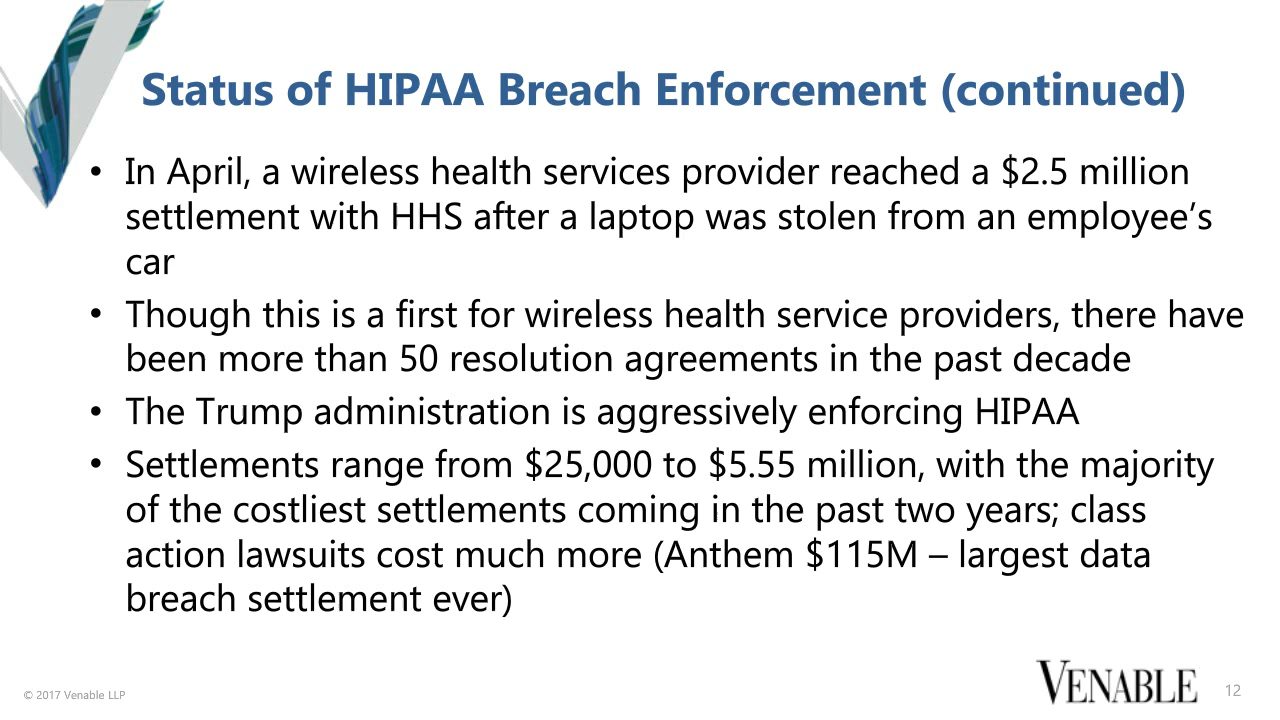 Status of HIPAA Breach Enforcement (continued)
• In April, a wireless health services provider reached a $2.5 million
settlement with HHS after a laptop was stolen from an employee’s
car
• Though this is a first for wireless health service providers, there have
been more than 50 resolution agreements in the past decade
• The Trump administration is aggressively enforcing HIPAA
• Settlements range from $25,000 to $5.55 million, with the majority
of the costliest settlements coming in the past two years; class
action lawsuits cost much more (Anthem $115M – largest data
breach settlement ever)
© 2017 Venable LLP
VENABLE
12